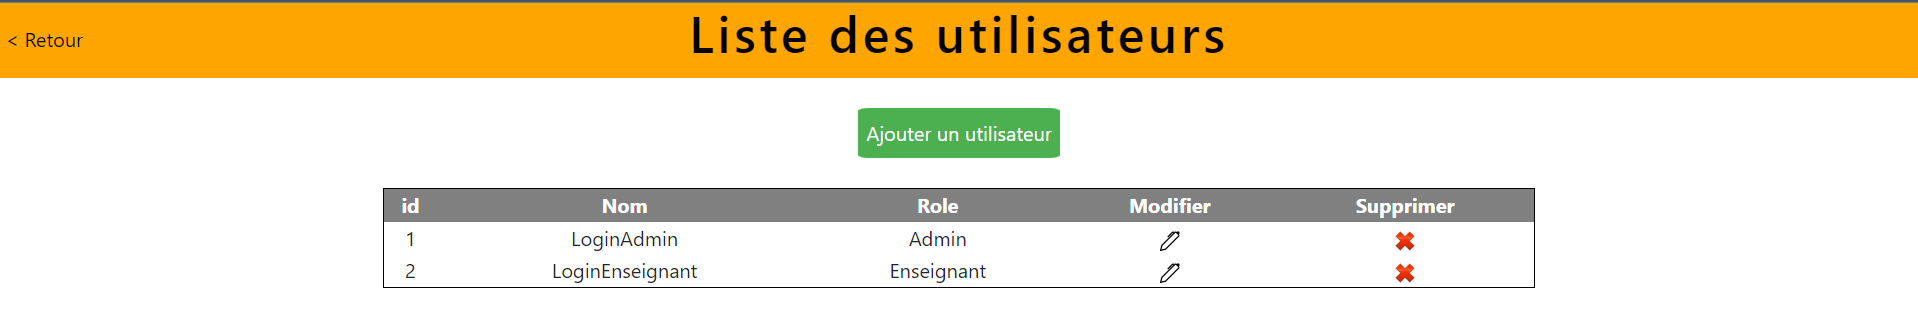 < Retour
Liste des utilisateurs
Ajouter un utilisateur
id Nom Role Modifier Supprimer
1 LoginAdmin Admin
2 LoginEnseignant Enseignant